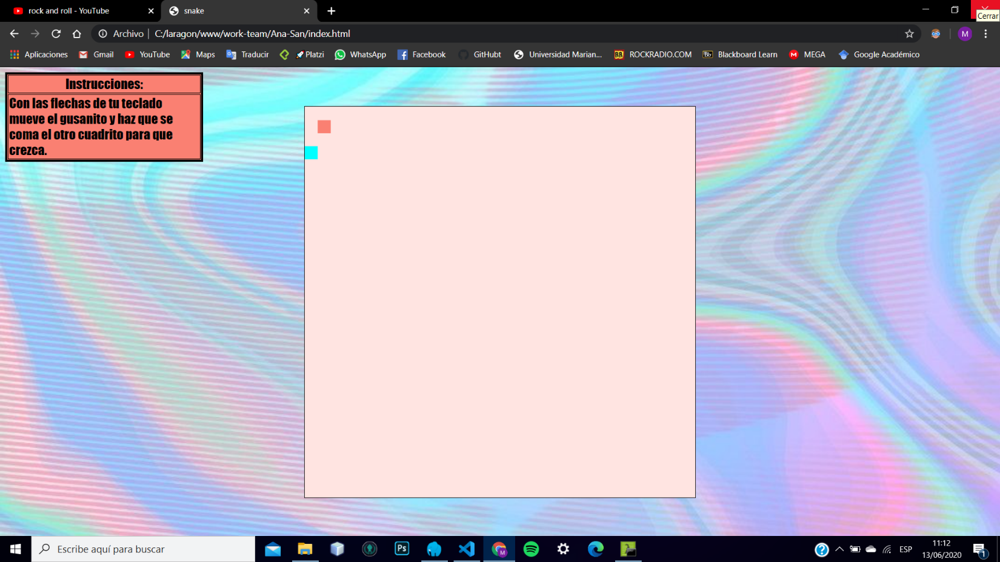 rock and roll - YouTube
snake
Cerrar
Archivo
C:/laragon/www/work-team/Ana-San/index.html
M
Aplicaciones
Gmail
YouTube
Maps
Traducir
Platzi
WhatsApp
Facebook
GitHubt
Universidad Marian...
ROCKRADIO.COM
Blackboard Learn
MEGA
Google Académico
Instrucciones:
Con las flechas de tu teclado
mueve el gusanito y haz que se
coma el otro cuadrito para que
crezca.
Escribe aquí para buscar
Ps
ESP
11:12
13/06/2020
1